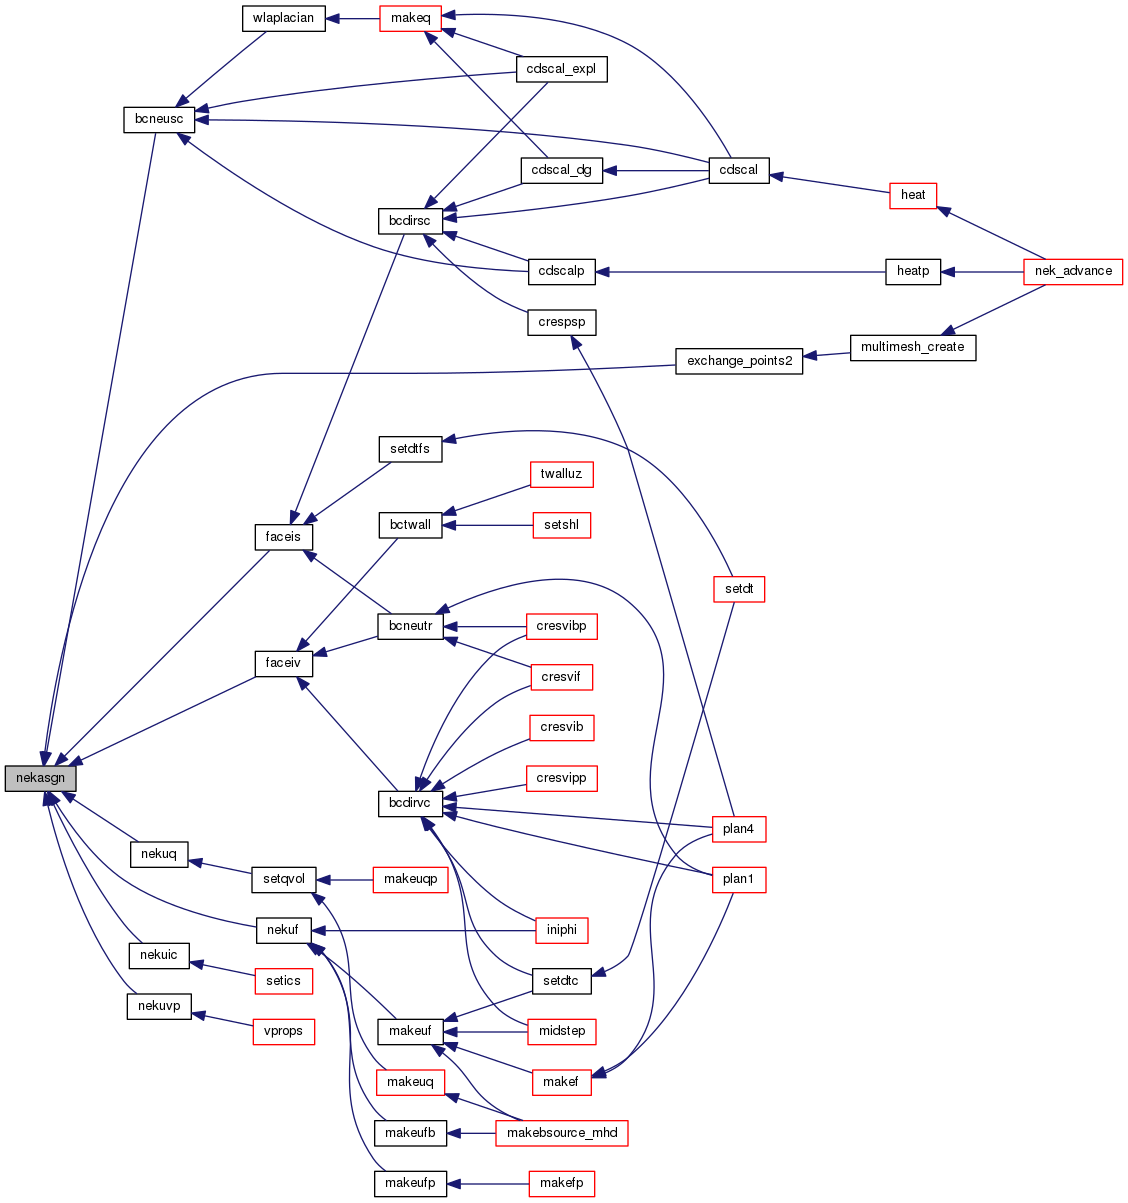 wlaplacian
makeq
cdscal_expl
bcneusc
cdscal_dg
cdscal
heat
bcdirsc
cdscalp
heatp
nek_advance
crespsp
multimesh_create
exchange_points2
setdtfs
twalluz
bctwall
setshl
faceis
setdt
bcneutr
cresvibp
faceiv
cresvif
cresvib
nekasgn
cresvipp
bcdirvc
plan4
nekuq
setqvol
makeuqp
plan1
nekuf
iniphi
nekuic
setics
setdtc
nekuvp
vprops
makeuf
midstep
makeuq
makef
makeufb
makebsource_mhd
makeufp
makefp